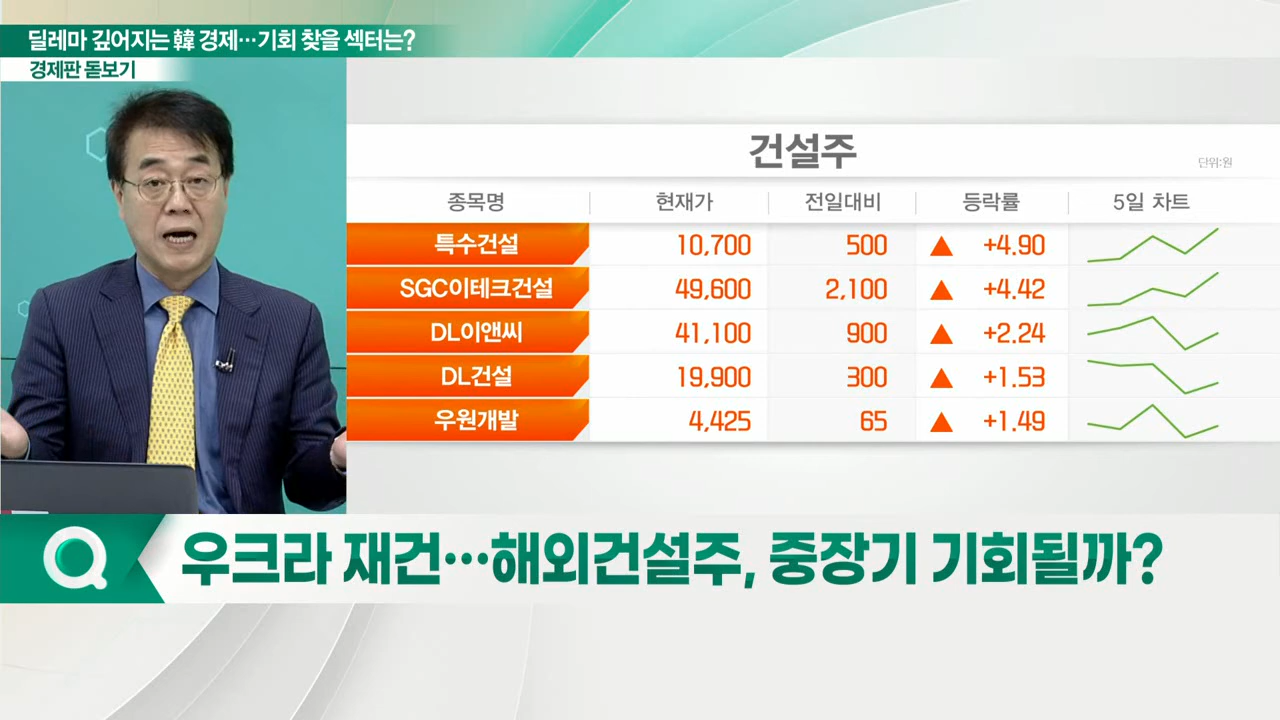 딜레마 깊어지는 韓 경제…기회 찾을 섹터는?
경제판 돋보기
건설주
단위:원
종목명 현재가 전일대비 등락률 5일 차트
특수건설 10,700 500 ▲ +4.90
SGC이테크건설 49,600 2,100 ▲ +4.42
DL이앤씨 41,100 900 ▲ +2.24
DL건설 19,900 300 ▲ +1.53
우원개발 4,425 65 ▲ +1.49
Q 우크라 재건…해외건설주, 중장기 기회될까?